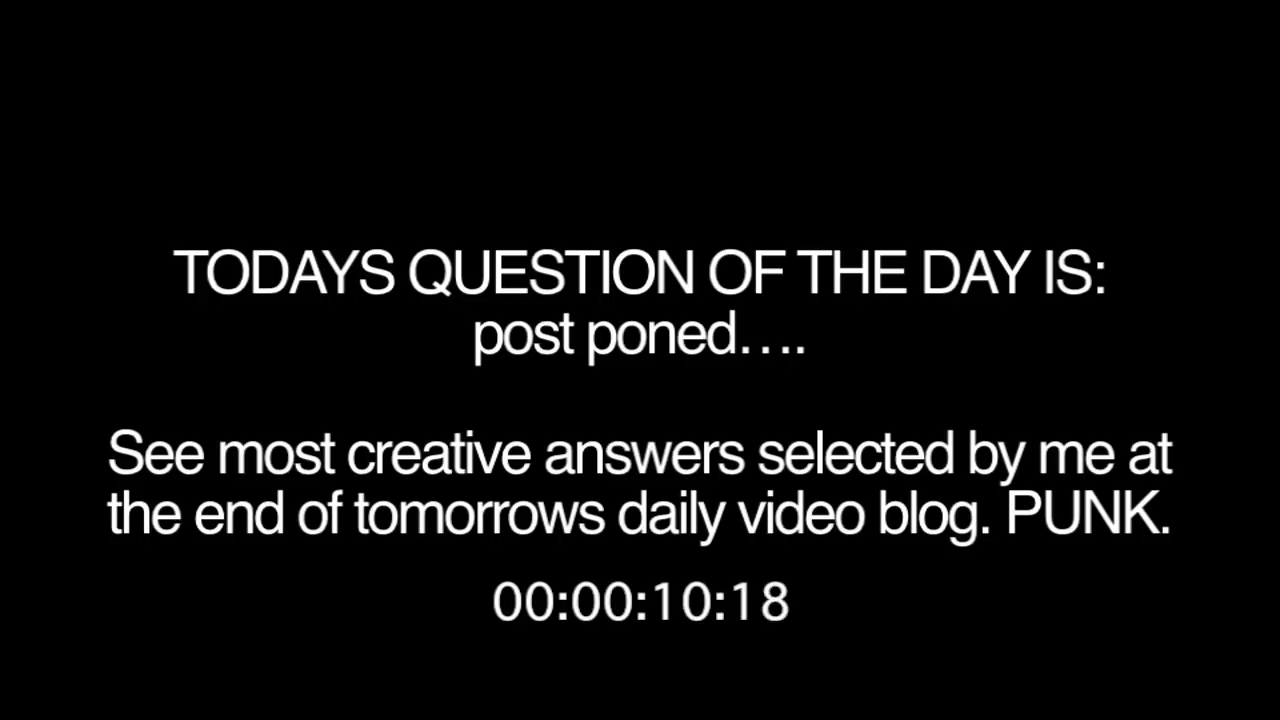 TODAYS QUESTION OF THE DAY IS:
post poned….
See most creative answers selected by me at
the end of tomorrows daily video blog. PUNK.
00:00:10:18